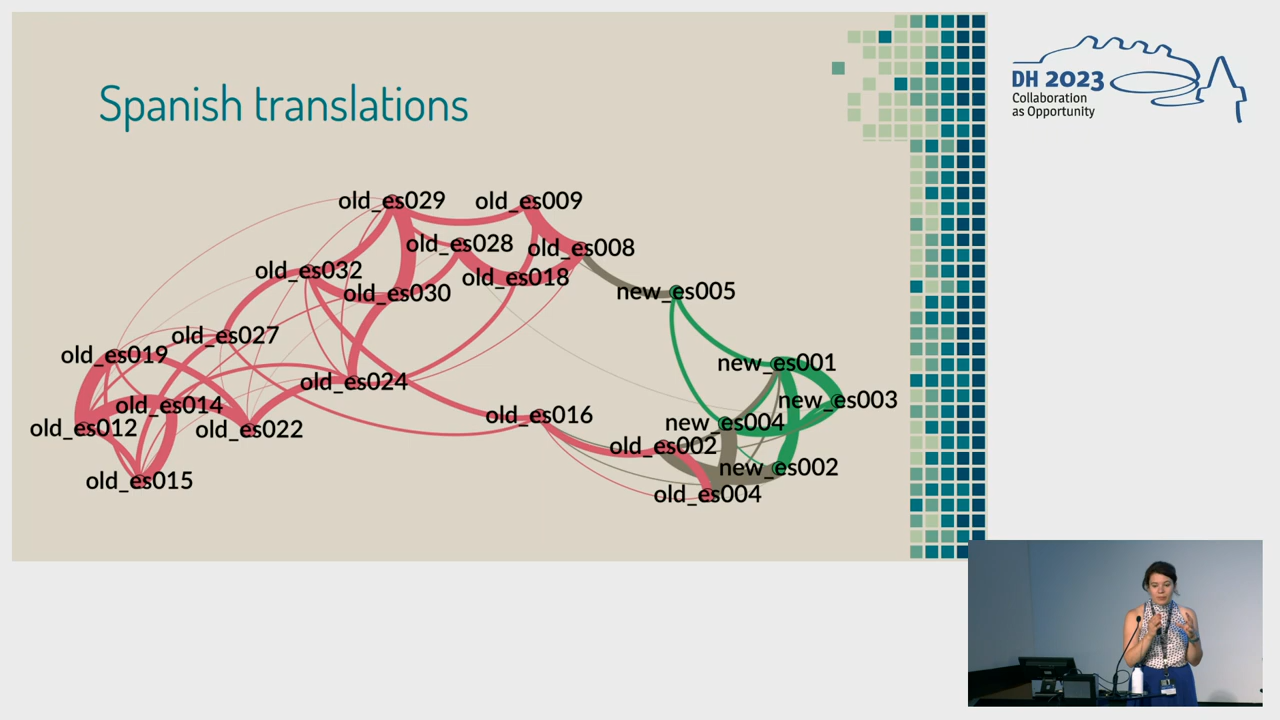 Spanish translations
DH 2023
Collaboration
as Opportunity
old_es029
old_es009
old_es028
old_es008
old_es032
old_es018
old_es030
new_es005
old_es027
old_es019
new_es001
old_es024
new_es003
old_es014
old_es016
new_es004
old_es012
old_es022
old_es002
new_es002
old_es015
old_es004